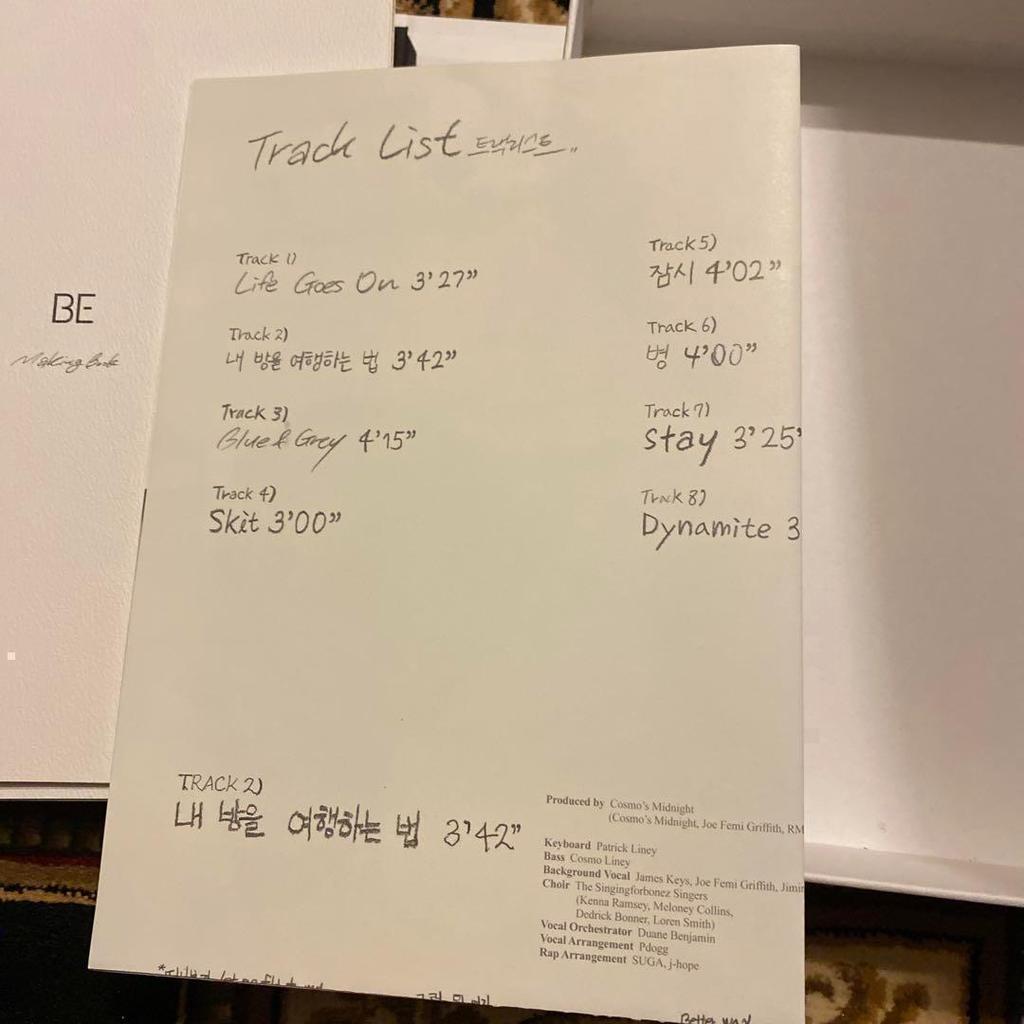 BE
Making Book
Track List 트랙리스트..
Track 1)
Life Goes On 3'27"
Track 2)
내 방을 여행하는 법 3'42"
Track 3)
Blue & Grey 4'15"
Track 4)
Skit 3'00"
Track 5)
잠시 4'02"
Track 6)
병 4'00"
Track 7)
Stay 3'25'
Track 8)
Dynamite 3
TRACK 2)
내 방을 여행하는 법 3'42"
Produced by Cosmo's Midnight
(Cosmo's Midnight, Joe Femi Griffith, RM
Keyboard Patrick Liney
Bass Cosmo Liney
Background Vocal James Keys, Joe Femi Griffith, Jimin
Choir The Singingforbonez Singers
(Kenna Ramsey, Meloney Collins,
Dedrick Bonner, Loren Smith)
Vocal Orchestrator Duane Benjamin
Vocal Arrangement Pdogg
Rap Arrangement SUGA, j-hope
Better